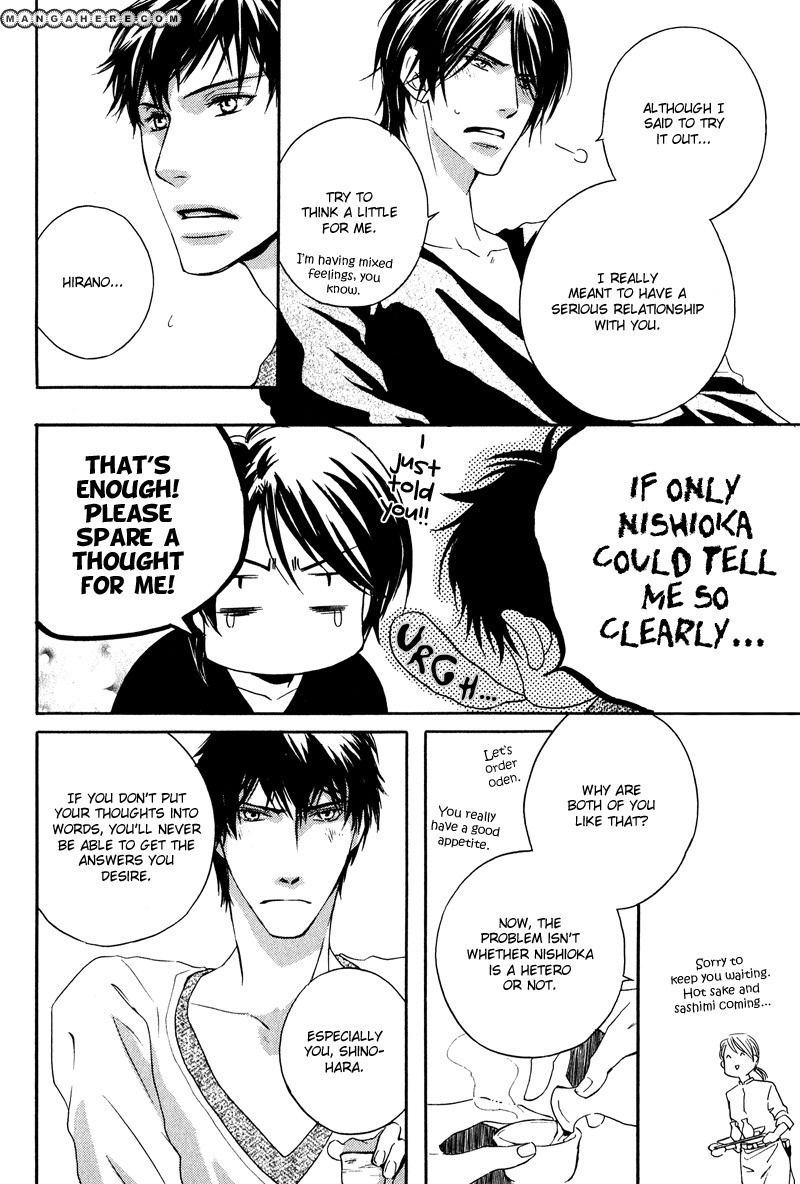 MANGAHERE.COM
ALTHOUGH I
SAID TO TRY
IT OUT...
I REALLY
MEANT TO HAVE A
SERIOUS RELATIONSHIP
WITH YOU.
TRY TO
THINK A LITTLE
FOR ME.
I'm having mixed
feelings, you
know.
HIRANO...
IF ONLY
NISHIOKA
COULD TELL
ME SO
CLEARLY...
URGH...
I
just
told
you!!
THAT'S
ENOUGH!
PLEASE
SPARE A
THOUGHT
FOR ME!
WHY ARE
BOTH OF YOU
LIKE THAT?
Let's
order
oden.
You really
have a good
appetite.
NOW, THE
PROBLEM ISN'T
WHETHER NISHIOKA
IS A HETERO
OR NOT.
Sorry to
keep you waiting.
Hot sake and
sashimi coming...
IF YOU DON'T PUT
YOUR THOUGHTS INTO
WORDS, YOU'LL NEVER
BE ABLE TO GET THE
ANSWERS YOU
DESIRE.
ESPECIALLY
YOU, SHINO-
HARA.